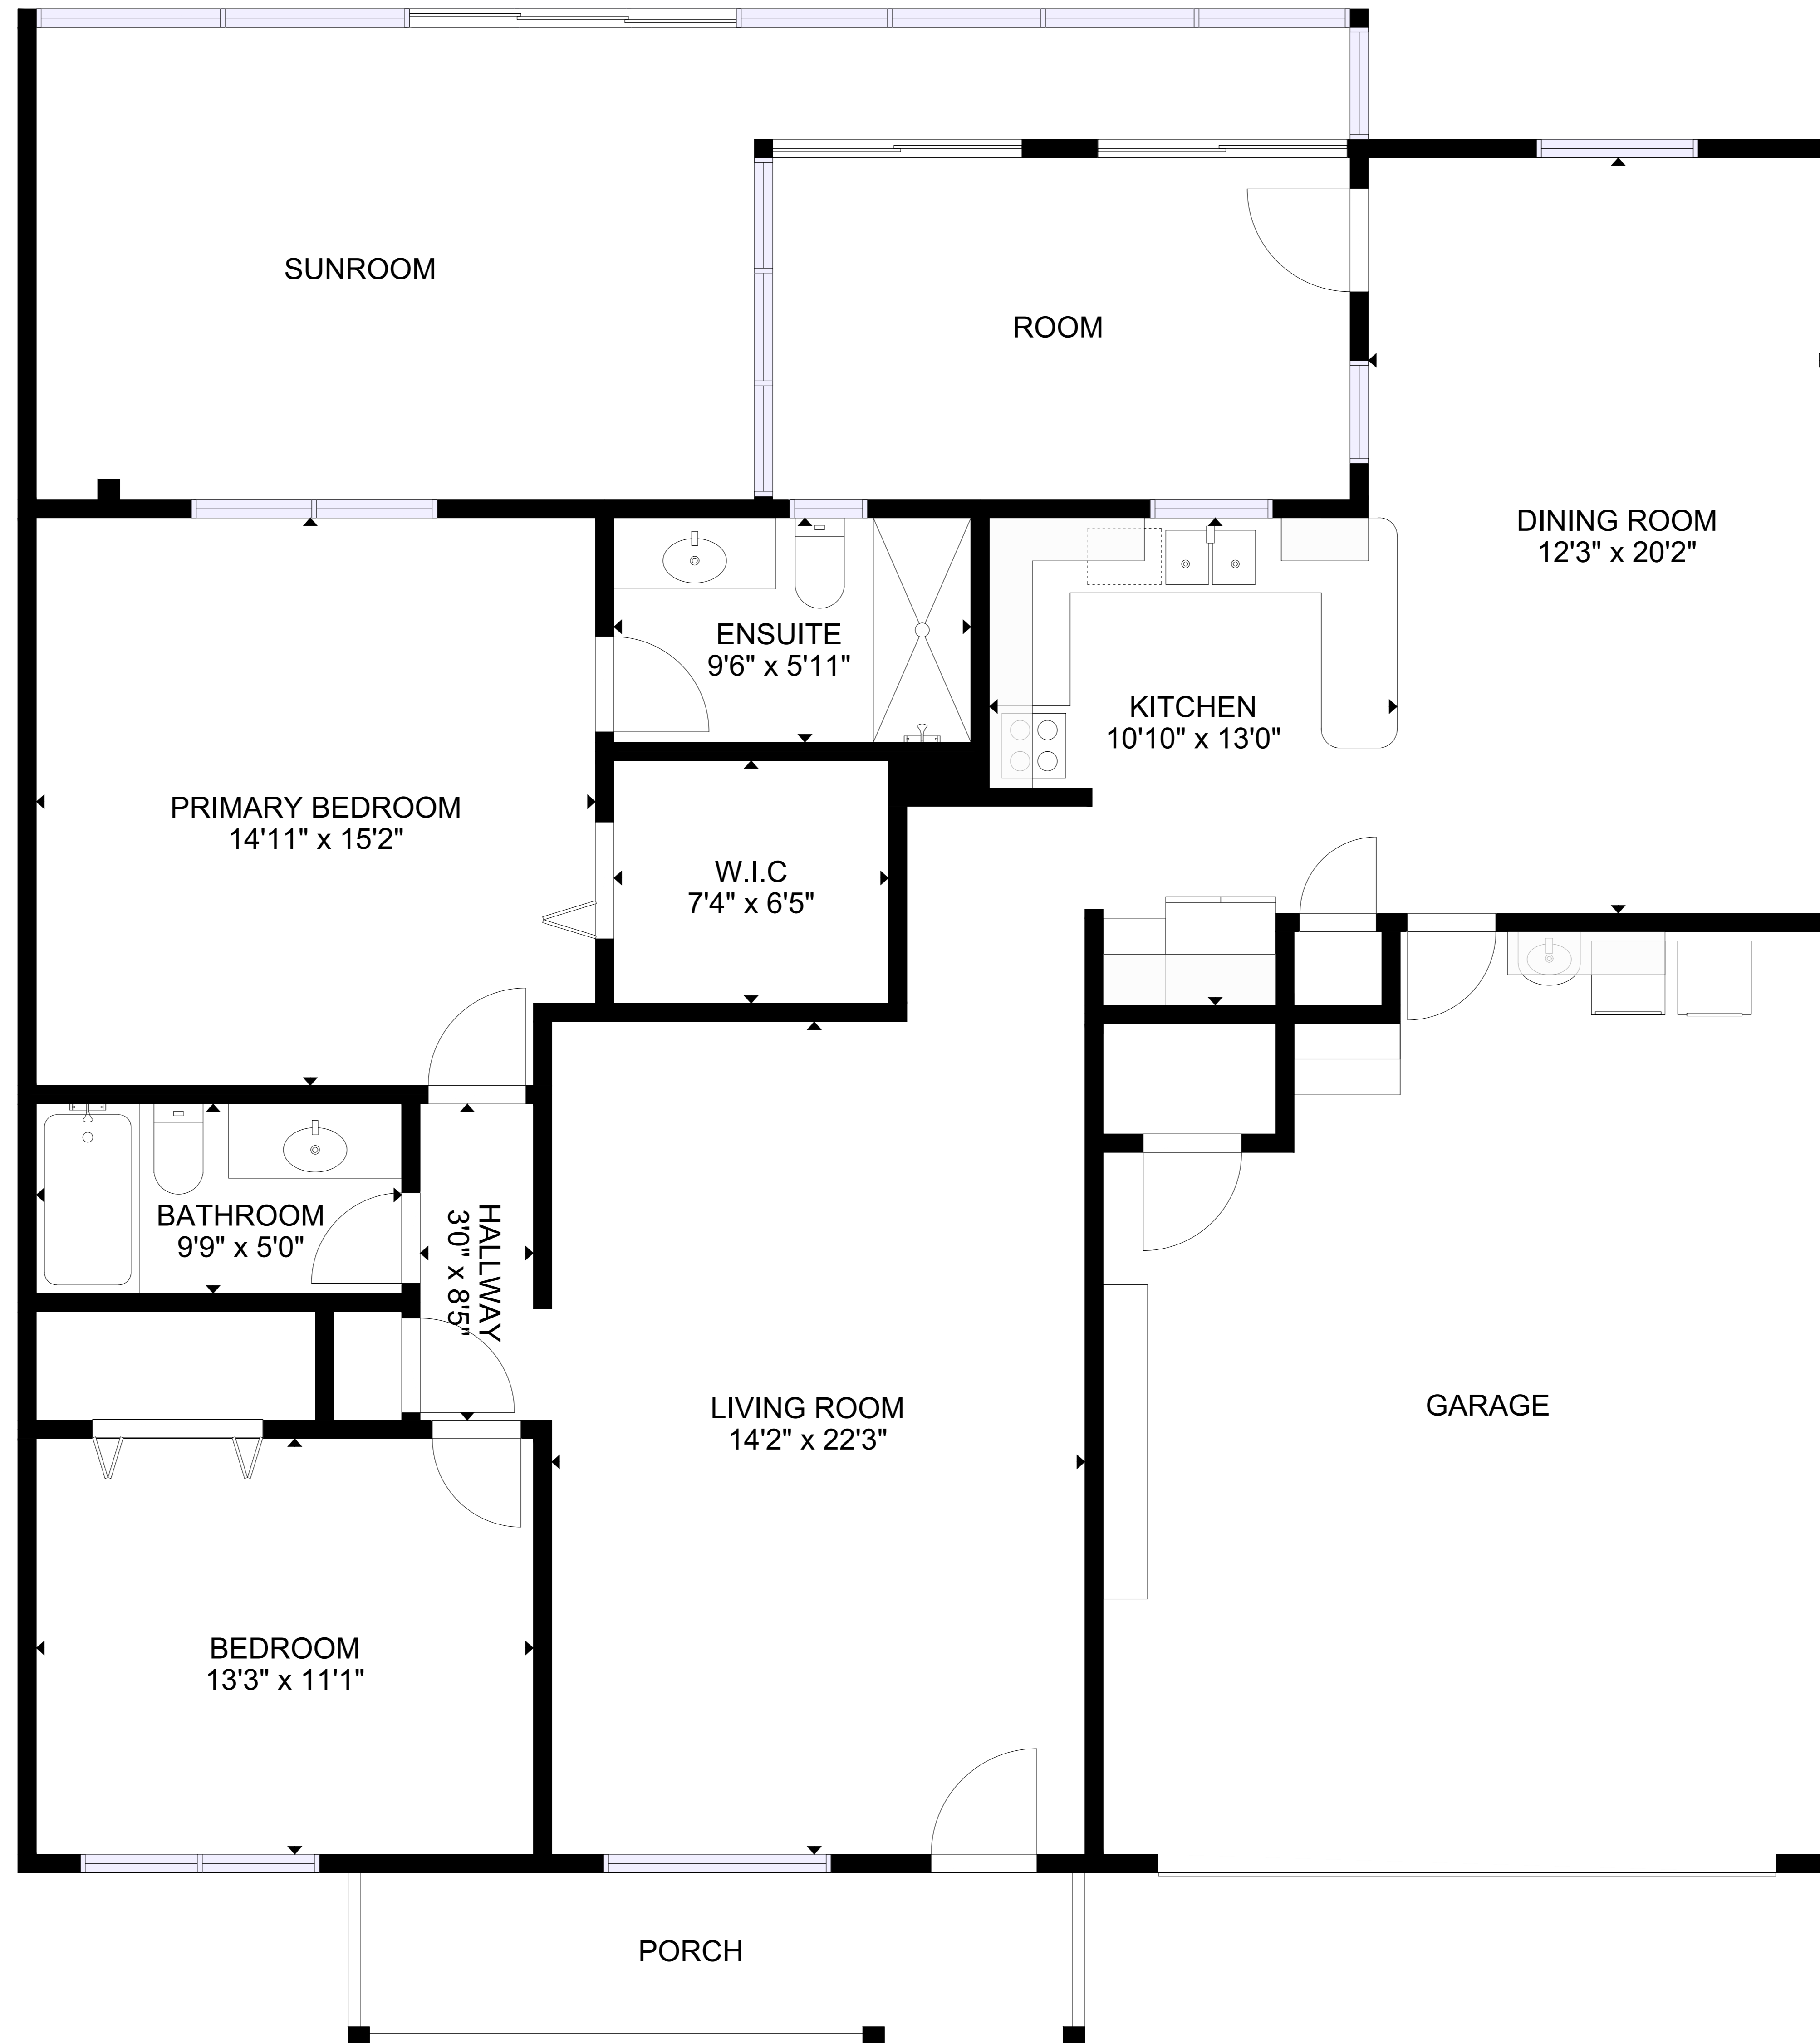 SUNROOM
ROOM
DINING ROOM
12'3" x 20'2"
ENSUITE
9'6" x 5'11"
KITCHEN
10'10" x 13'0"
PRIMARY BEDROOM
14'11" x 15'2"
W.I.C
7'4" x 6'5"
BATHROOM
9'9" x 5'0"
HALLWAY
3'0" x 8'5"
LIVING ROOM
14'2" x 22'3"
GARAGE
BEDROOM
13'3" x 11'1"
PORCH